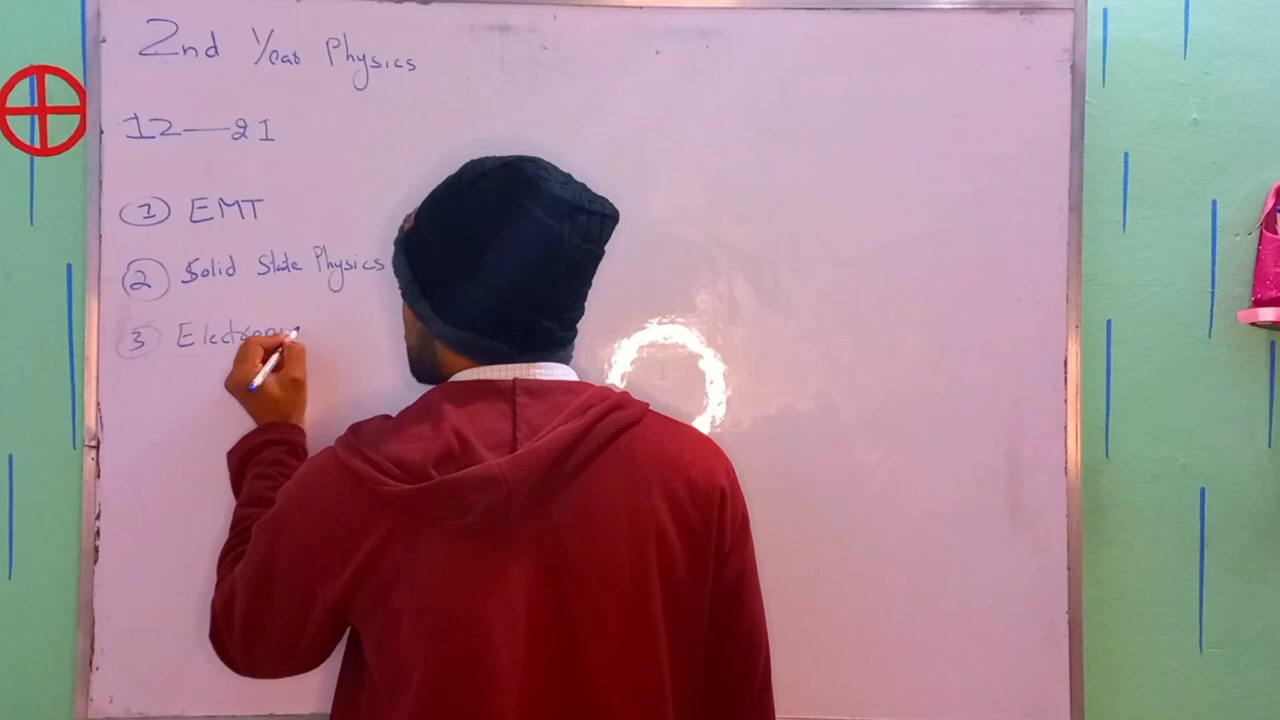 2nd Year Physics
12—21
1 EMT
2 Solid State Physics
3 Electron